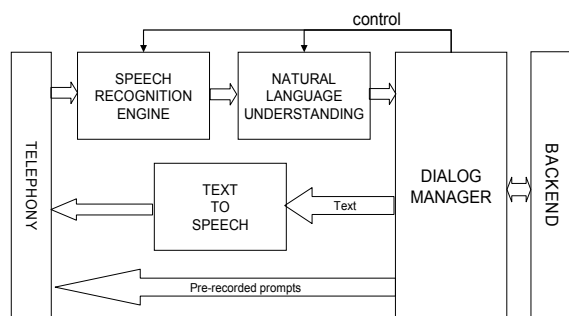 control
SPEECH
RECOGNITION
ENGINE
NATURAL
LANGUAGE
UNDERSTANDING
TELEPHONY
DIALOG
MANAGER
BACKEND
TEXT
TO
SPEECH
Text
Pre-recorded prompts